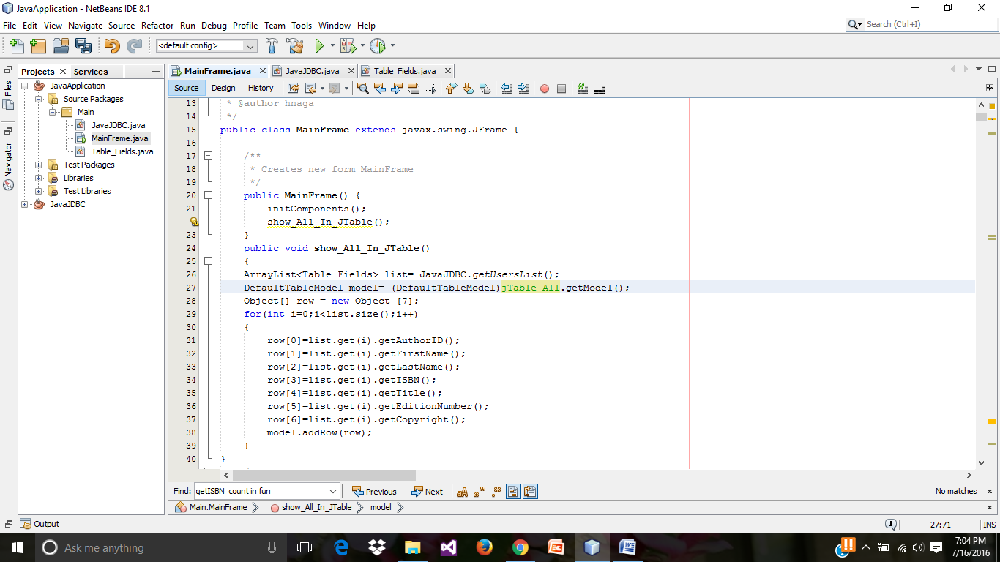 JavaApplication - NetBeans IDE 8.1
File Edit View Navigate Source Refactor Run Debug Profile Team Tools Window Help
Search (Ctrl+I)
<default config>
Files
Navigator
Projects Services
JavaApplication
Source Packages
Main
JavaJDBC.java
MainFrame.java
Table_Fields.java
Test Packages
Libraries
Test Libraries
JavaJDBC
MainFrame.java JavaJDBC.java Table_Fields.java
Source Design History
13 * @author hnaga
14 */
15 public class MainFrame extends javax.swing.JFrame {
16
17 /**
18 * Creates new form MainFrame
19 */
20 public MainFrame() {
21 initComponents();
show_All_In_JTable();
23 }
24 public void show_All_In_JTable()
25 {
26 ArrayList<Table_Fields> list= JavaJDBC.getUsersList();
27 DefaultTableModel model= (DefaultTableModel)jTable_All.getModel();
28 Object[] row = new Object [7];
29 for(int i=0;i<list.size();i++)
30 {
31 row[0]=list.get(i).getAuthorID();
32 row[1]=list.get(i).getFirstName();
33 row[2]=list.get(i).getLastName();
34 row[3]=list.get(i).getISBN();
35 row[4]=list.get(i).getTitle();
36 row[5]=list.get(i).getEditionNumber();
37 row[6]=list.get(i).getCopyright();
38 model.addRow(row);
39 }
40 }
Find: getISBN_count in fun Previous Next No matches
Main.MainFrame show_All_In_JTable model
Output 1 27:71 INS
Ask me anything
7:04 PM
7/16/2016